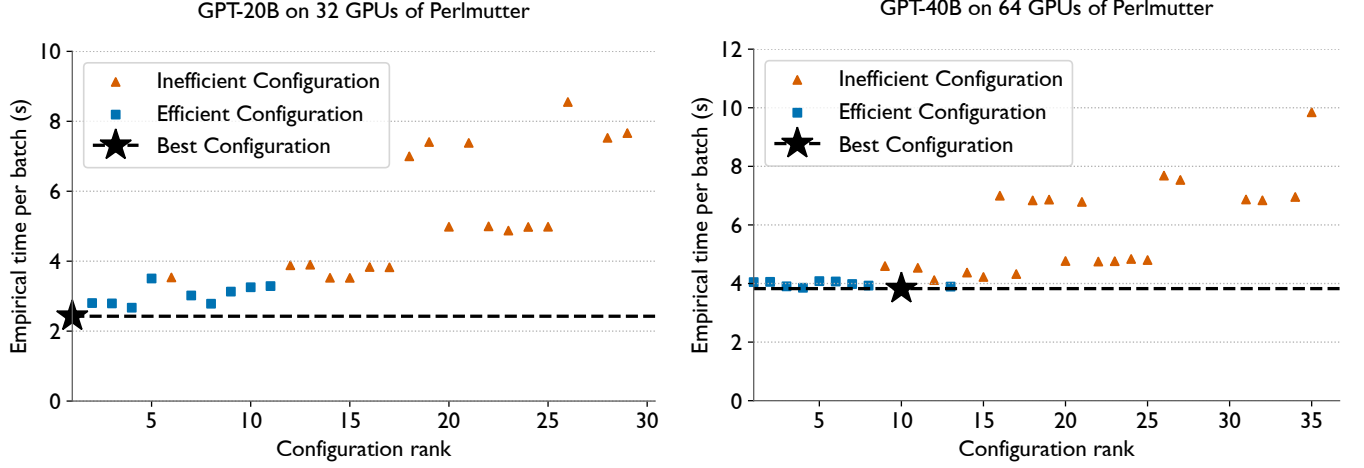 GPT-20B on 32 GPUs of Perlmutter
Empirical time per batch (s)
10
8
6
4
2
0
Inefficient Configuration
Efficient Configuration
Best Configuration
5
10
15
20
25
30
Configuration rank
GPT-40B on 64 GPUs of Perlmutter
Empirical time per batch (s)
12
10
8
6
4
2
0
Inefficient Configuration
Efficient Configuration
Best Configuration
5
10
15
20
25
30
35
Configuration rank